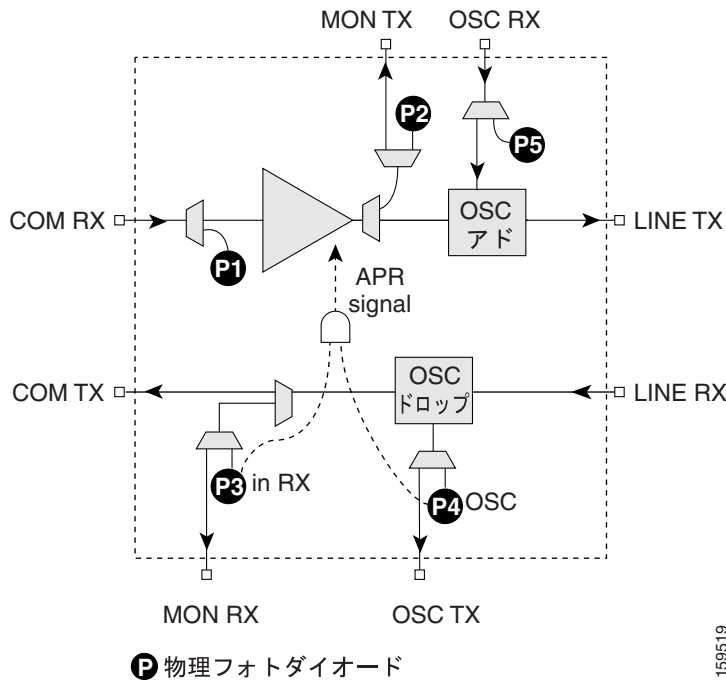 MON TX
OSC RX
P2
P5
COM RX
OSC
アド
LINE TX
P1
APR
signal
COM TX
OSC
ドロップ
LINE RX
P3
in RX
P4
OSC
MON RX
OSC TX
P 物理フォトダイオード
159519